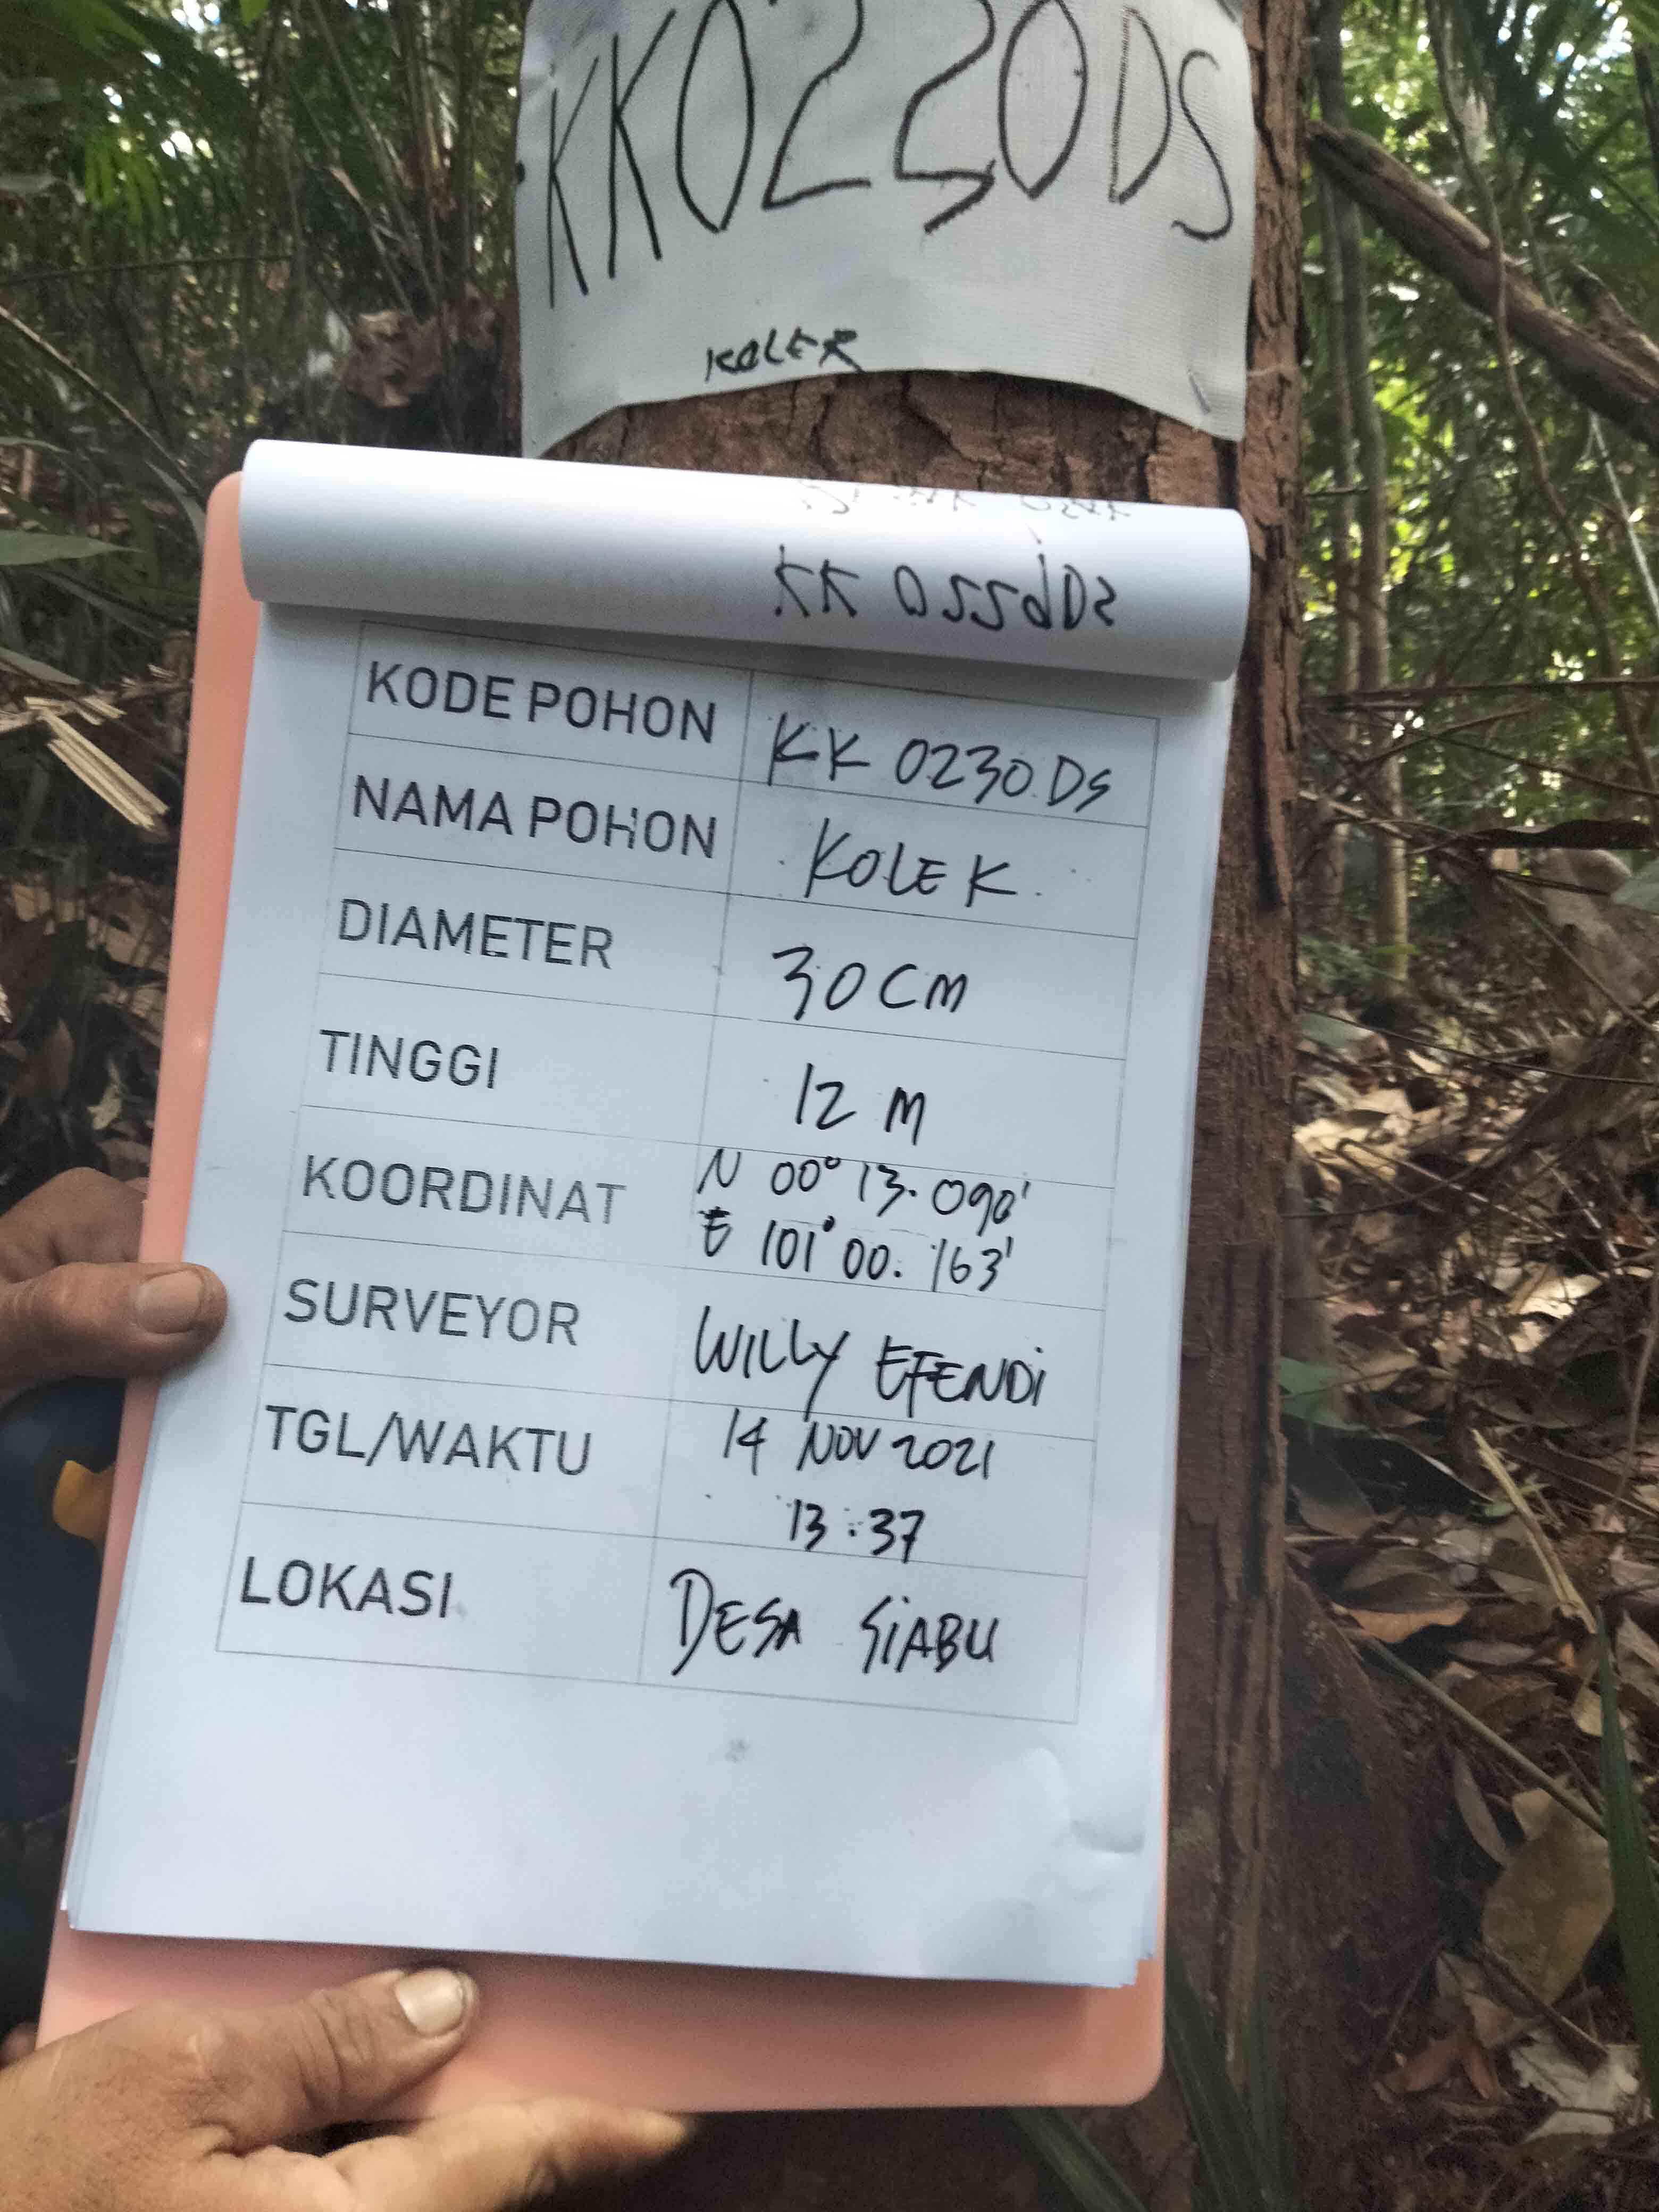 KK0230DS
KOLEK
KK 0220DS
KODE POHON KK 0230 DS
NAMA POHON KOLEK
DIAMETER 30 CM
TINGGI 12 M
KOORDINAT N 00° 13. 090'
E 101° 00. 163'
SURVEYOR WILLY EFENDI
TGL/WAKTU 14 NOV 2021
13:37
LOKASI DESA SIABU